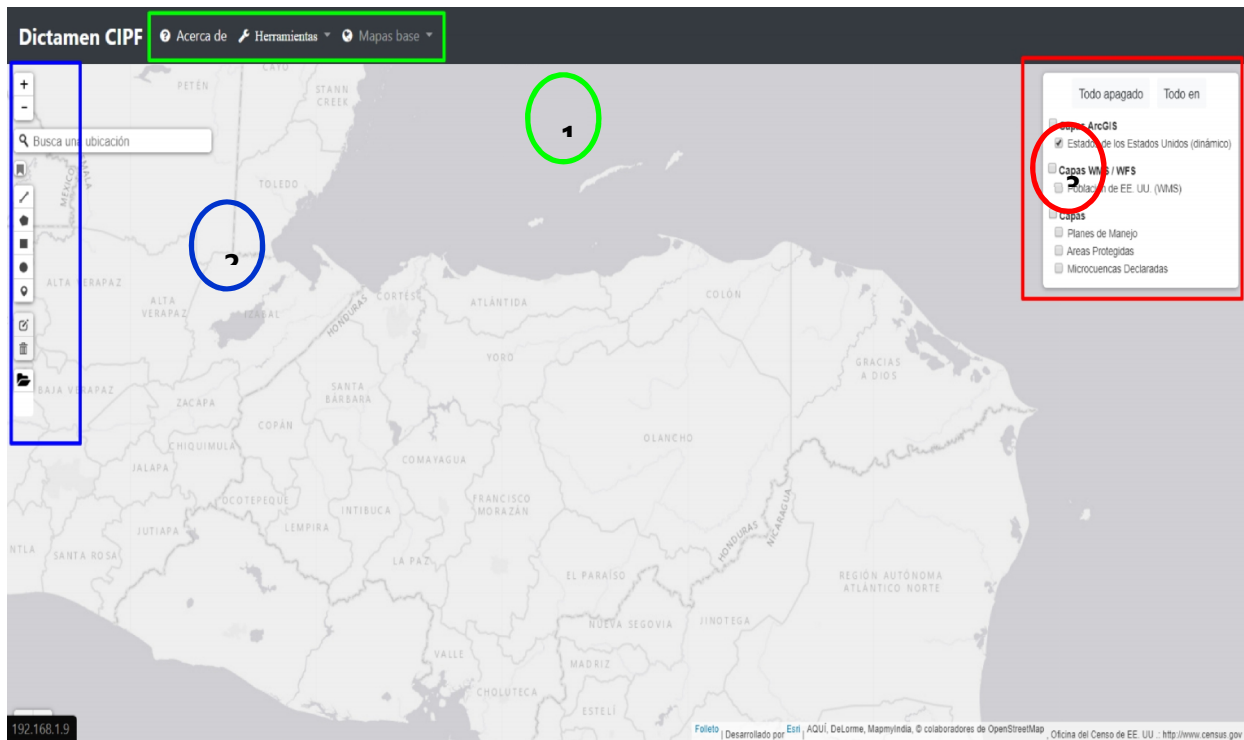 Dictamen CIPF Acerca de Herramientas Mapas base
+
−
Busca una ubicación
Todo apagado Todo en
Capas ArcGIS
Estados de los Estados Unidos (dinámico)
Capas WMS / WFS
Población de EE. UU. (WMS)
Capas
Planes de Manejo
Areas Protegidas
Microcuencas Declaradas
1
CAYO
PETÉN
STANN
CREEK
TOLEDO
ALTA VERAPAZ
ALTA
VERAPAZ
IZABAL
HONDURAS
CORTÉS
ATLÁNTIDA
COLÓN
YORO
GRACIAS
A DIOS
BAJA VERAPAZ
ZACAPA
SANTA
BÁRBARA
COPÁN
CHIQUIMULA
OLANCHO
COMAYAGUA
JALAPA
OCOTEPEQUE
INTIBUCA
FRANCISCO
MORAZÁN
JUTIAPA
LEMPIRA
HONDURAS
NICARAGUA
SANTA ROSA
LA PAZ
EL PARAÍSO
REGIÓN AUTÓNOMA
ATLÁNTICO NORTE
NUEVA SEGOVIA
JINOTEGA
VALLE
MADRIZ
CHOLUTECA
ESTELÍ
192.168.1.9
Folleto | Desarrollado por Esri , AQUÍ, DeLorme, MapmyIndia, © colaboradores de OpenStreetMap , Oficina del Censo de EE. UU .: http://www.census.gov